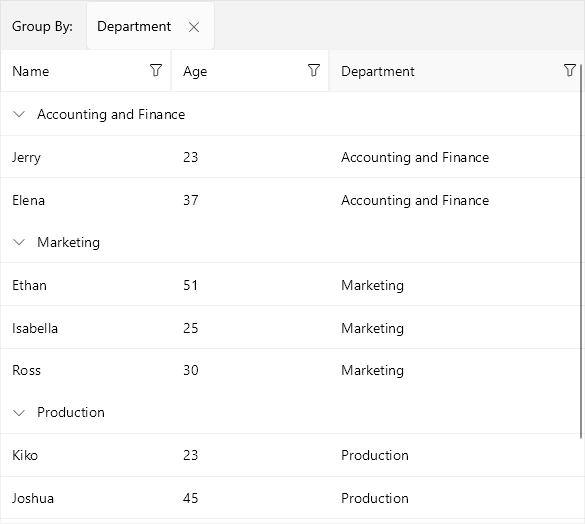 Group By: Department
Name Age Department
Accounting and Finance
Jerry 23 Accounting and Finance
Elena 37 Accounting and Finance
Marketing
Ethan 51 Marketing
Isabella 25 Marketing
Ross 30 Marketing
Production
Kiko 23 Production
Joshua 45 Production